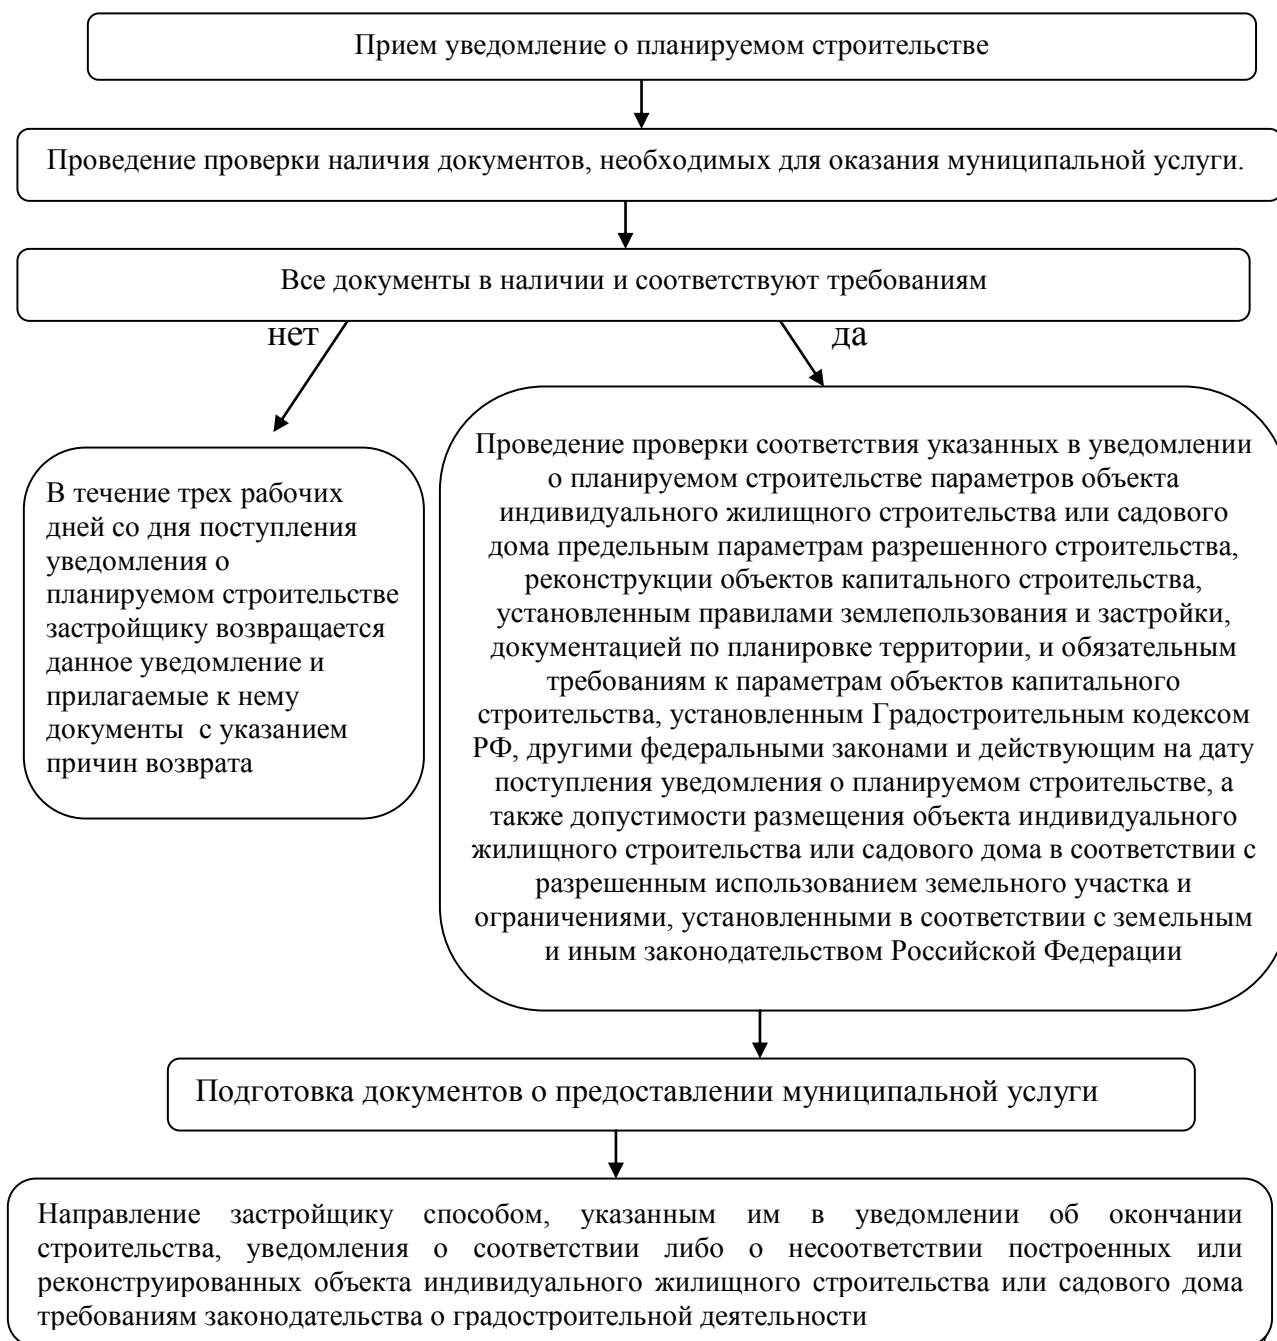 Прием уведомление о планируемом строительстве
Проведение проверки наличия документов, необходимых для оказания муниципальной услуги.
Все документы в наличии и соответствуют требованиям
нет
да
В течение трех рабочих
дней со дня поступления
уведомления о
планируемом строительстве
застройщику возвращается
данное уведомление и
прилагаемые к нему
документы с указанием
причин возврата
Проведение проверки соответствия указанных в уведомлении
о планируемом строительстве параметров объекта
индивидуального жилищного строительства или садового
дома предельным параметрам разрешенного строительства,
реконструкции объектов капитального строительства,
установленным правилами землепользования и застройки,
документацией по планировке территории, и обязательным
требованиям к параметрам объектов капитального
строительства, установленным Градостроительным кодексом
РФ, другими федеральными законами и действующим на дату
поступления уведомления о планируемом строительстве, а
также допустимости размещения объекта индивидуального
жилищного строительства или садового дома в соответствии с
разрешенным использованием земельного участка и
ограничениями, установленными в соответствии с земельным
и иным законодательством Российской Федерации
Подготовка документов о предоставлении муниципальной услуги
Направление застройщику способом, указанным им в уведомлении об окончании
строительства, уведомления о соответствии либо о несоответствии построенных или
реконструированных объекта индивидуального жилищного строительства или садового дома
требованиям законодательства о градостроительной деятельности